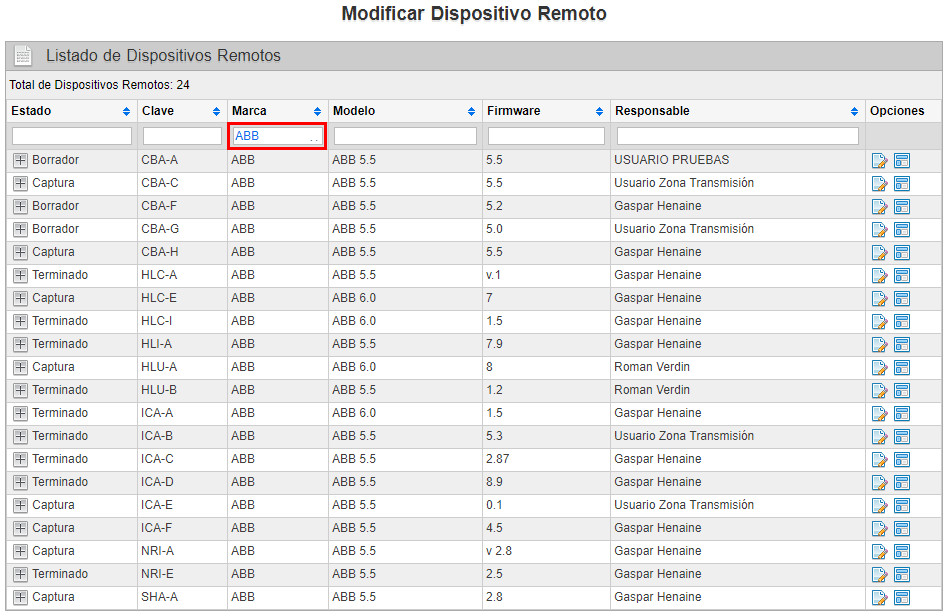 Modificar Dispositivo Remoto
Listado de Dispositivos Remotos
Total de Dispositivos Remotos: 24
Estado Clave Marca Modelo Firmware Responsable Opciones
ABB ..
Borrador CBA-A ABB ABB 5.5 5.5 USUARIO PRUEBAS
Captura CBA-C ABB ABB 5.5 5.5 Usuario Zona Transmisión
Borrador CBA-F ABB ABB 5.5 5.2 Gaspar Henaine
Borrador CBA-G ABB ABB 5.5 5.0 Usuario Zona Transmisión
Captura CBA-H ABB ABB 5.5 5.5 Gaspar Henaine
Terminado HLC-A ABB ABB 5.5 v.1 Gaspar Henaine
Captura HLC-E ABB ABB 6.0 7 Gaspar Henaine
Terminado HLC-I ABB ABB 6.0 1.5 Gaspar Henaine
Terminado HLI-A ABB ABB 5.5 7.9 Gaspar Henaine
Captura HLU-A ABB ABB 6.0 8 Roman Verdin
Terminado HLU-B ABB ABB 5.5 1.2 Roman Verdin
Terminado ICA-A ABB ABB 6.0 1.5 Gaspar Henaine
Terminado ICA-B ABB ABB 5.5 5.3 Usuario Zona Transmisión
Terminado ICA-C ABB ABB 5.5 2.87 Gaspar Henaine
Terminado ICA-D ABB ABB 5.5 8.9 Gaspar Henaine
Captura ICA-E ABB ABB 5.5 0.1 Usuario Zona Transmisión
Captura ICA-F ABB ABB 5.5 4.5 Gaspar Henaine
Captura NRI-A ABB ABB 5.5 v 2.8 Gaspar Henaine
Terminado NRI-E ABB ABB 5.5 2.5 Gaspar Henaine
Captura SHA-A ABB ABB 5.5 2.8 Gaspar Henaine